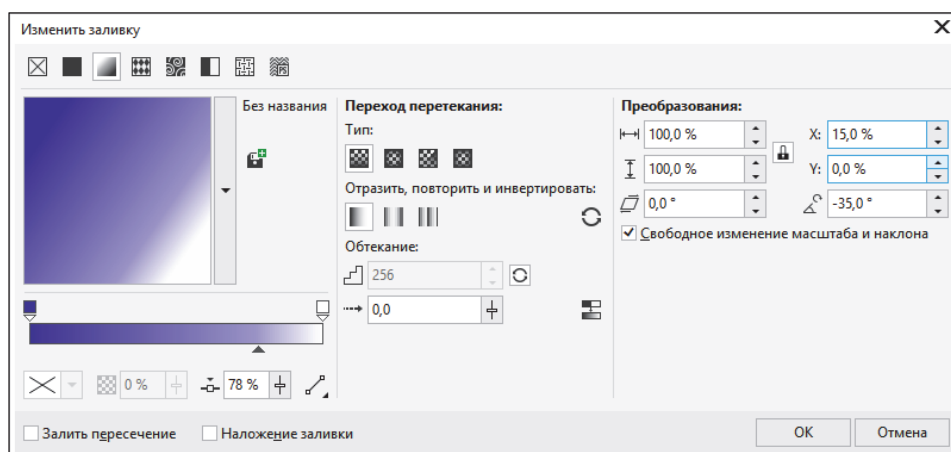 Изменить заливку
Без названия
Переход перетекания:
Тип:
Отразить, повторить и инвертировать:
Обтекание:
256
0,0
Преобразования:
100,0 %
X: 15,0 %
100,0 %
Y: 0,0 %
0,0 °
-35,0 °
Свободное изменение масштаба и наклона
0 %
78 %
Залить пересечение
Наложение заливки
ОК
Отмена